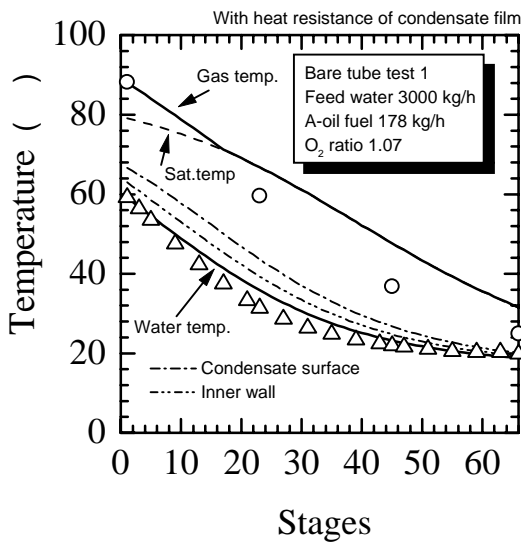 With heat resistance of condensate film
100
80
60
40
20
0
Temperature ( )
Gas temp.
Sat.temp
Water temp.
Bare tube test 1
Feed water 3000 kg/h
A-oil fuel 178 kg/h
O2 ratio 1.07
Condensate surface
Inner wall
0 10 20 30 40 50 60
Stages